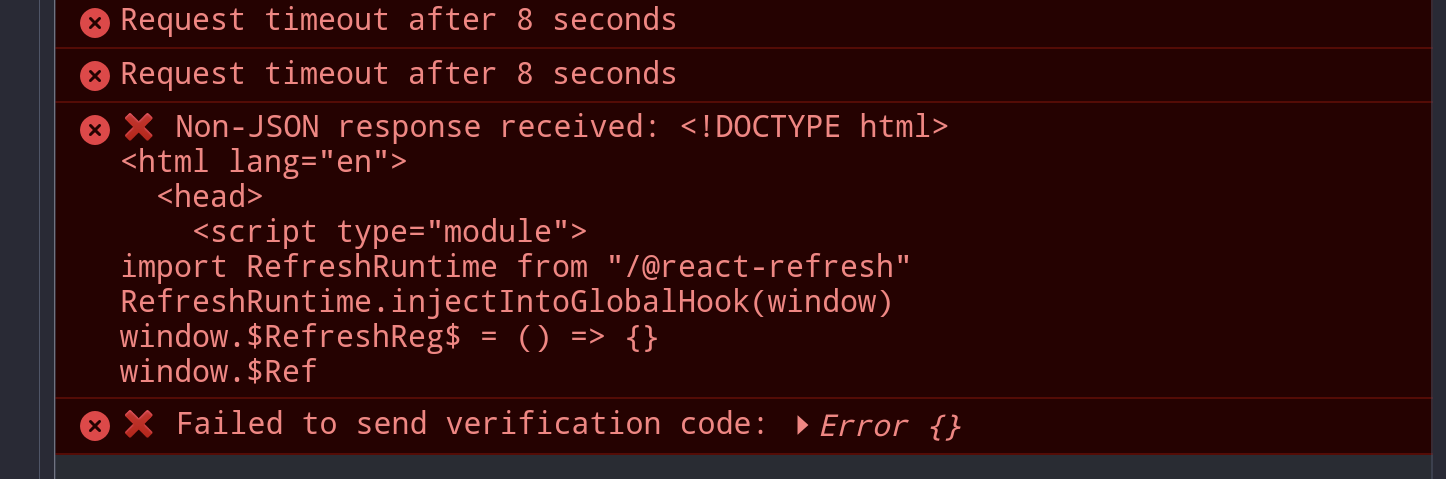 Request timeout after 8 seconds
Request timeout after 8 seconds
❌ Non-JSON response received: <!DOCTYPE html>
<html lang="en">
  <head>
    <script type="module">
import RefreshRuntime from "/@react-refresh"
RefreshRuntime.injectIntoGlobalHook(window)
window.$RefreshReg$ = () => {}
window.$Ref
❌ Failed to send verification code: ▶Error {}